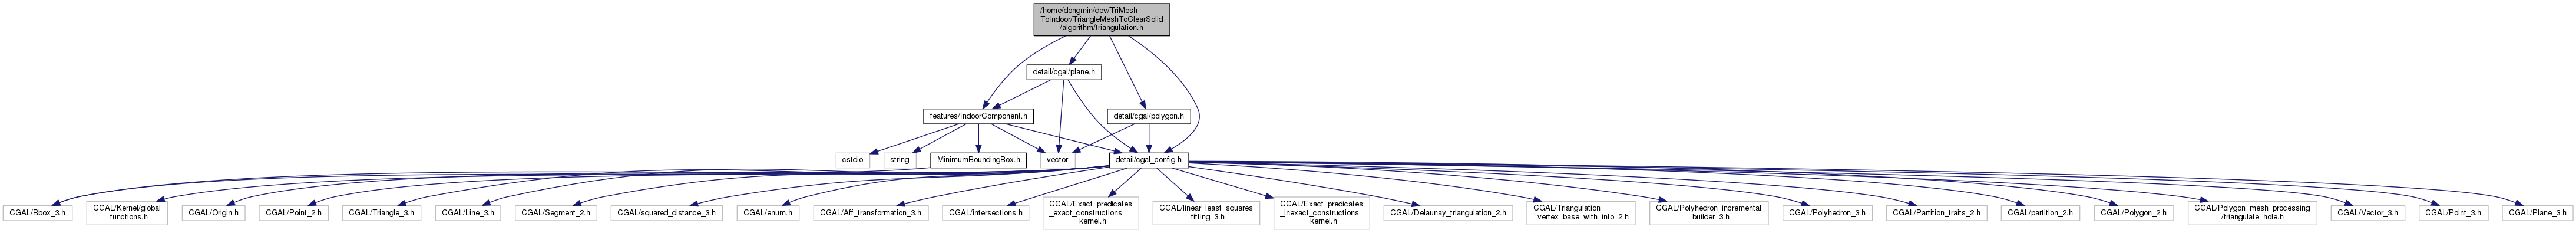 /home/dongmin/dev/TriMesh
ToIndoor/TriangleMeshToClearSolid
/algorithm/triangulation.h
detail/cgal/plane.h
features/IndoorComponent.h
detail/cgal/polygon.h
cstdio
string
MinimumBoundingBox.h
vector
detail/cgal_config.h
CGAL/Bbox_3.h
CGAL/Kernel/global
_functions.h
CGAL/Origin.h
CGAL/Point_2.h
CGAL/Triangle_3.h
CGAL/Line_3.h
CGAL/Segment_2.h
CGAL/squared_distance_3.h
CGAL/enum.h
CGAL/Aff_transformation_3.h
CGAL/intersections.h
CGAL/Exact_predicates
_exact_constructions
_kernel.h
CGAL/linear_least_squares
_fitting_3.h
CGAL/Exact_predicates
_inexact_constructions
_kernel.h
CGAL/Delaunay_triangulation_2.h
CGAL/Triangulation
_vertex_base_with_info_2.h
CGAL/Polyhedron_incremental
_builder_3.h
CGAL/Polyhedron_3.h
CGAL/Partition_traits_2.h
CGAL/partition_2.h
CGAL/Polygon_2.h
CGAL/Polygon_mesh_processing
/triangulate_hole.h
CGAL/Vector_3.h
CGAL/Point_3.h
CGAL/Plane_3.h